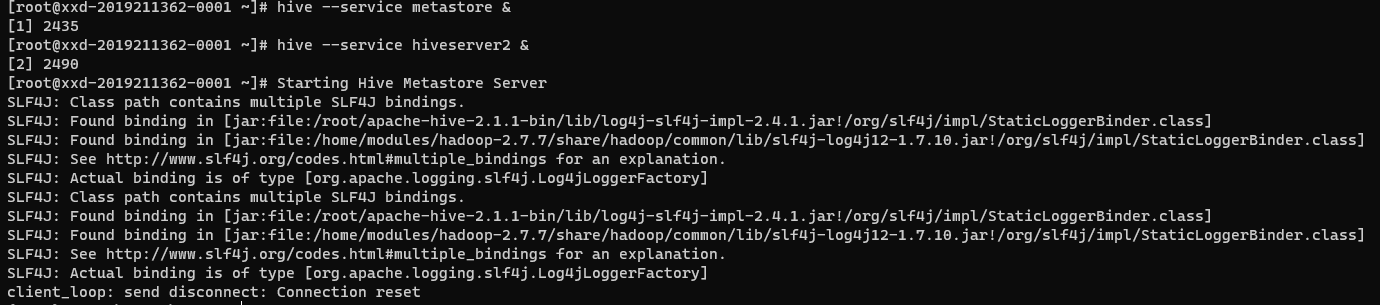 [root@xxd-2019211362-0001 ~]# hive --service metastore &
[1] 2435
[root@xxd-2019211362-0001 ~]# hive --service hiveserver2 &
[2] 2490
[root@xxd-2019211362-0001 ~]# Starting Hive Metastore Server
SLF4J: Class path contains multiple SLF4J bindings.
SLF4J: Found binding in [jar:file:/root/apache-hive-2.1.1-bin/lib/log4j-slf4j-impl-2.4.1.jar!/org/slf4j/impl/StaticLoggerBinder.class]
SLF4J: Found binding in [jar:file:/home/modules/hadoop-2.7.7/share/hadoop/common/lib/slf4j-log4j12-1.7.10.jar!/org/slf4j/impl/StaticLoggerBinder.class]
SLF4J: See http://www.slf4j.org/codes.html#multiple_bindings for an explanation.
SLF4J: Actual binding is of type [org.apache.logging.slf4j.Log4jLoggerFactory]
SLF4J: Class path contains multiple SLF4J bindings.
SLF4J: Found binding in [jar:file:/root/apache-hive-2.1.1-bin/lib/log4j-slf4j-impl-2.4.1.jar!/org/slf4j/impl/StaticLoggerBinder.class]
SLF4J: Found binding in [jar:file:/home/modules/hadoop-2.7.7/share/hadoop/common/lib/slf4j-log4j12-1.7.10.jar!/org/slf4j/impl/StaticLoggerBinder.class]
SLF4J: See http://www.slf4j.org/codes.html#multiple_bindings for an explanation.
SLF4J: Actual binding is of type [org.apache.logging.slf4j.Log4jLoggerFactory]
client_loop: send disconnect: Connection reset